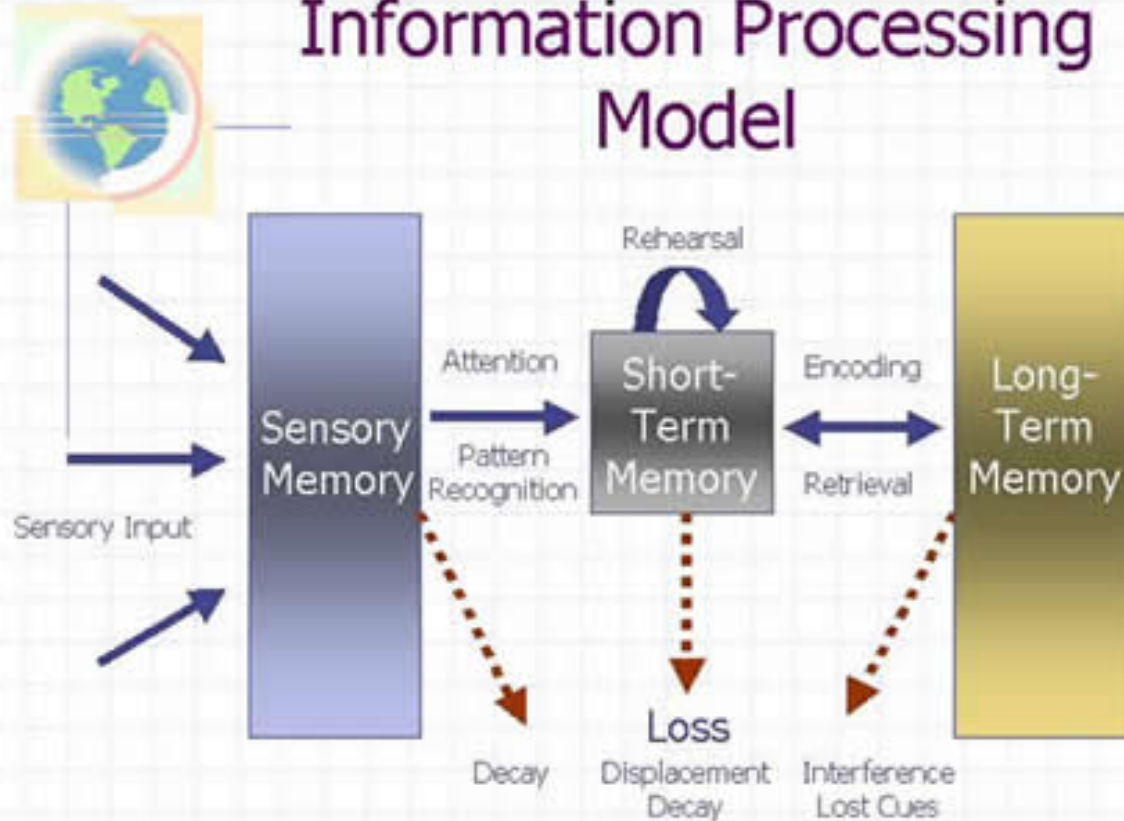 Information Processing
Model
Rehearsal
Attention
Short-
Term
Memory
Encoding
Long-
Term
Memory
Sensory
Memory
Pattern
Recognition
Retrieval
Sensory Input
Loss
Decay
Displacement
Decay
Interference
Lost Cues